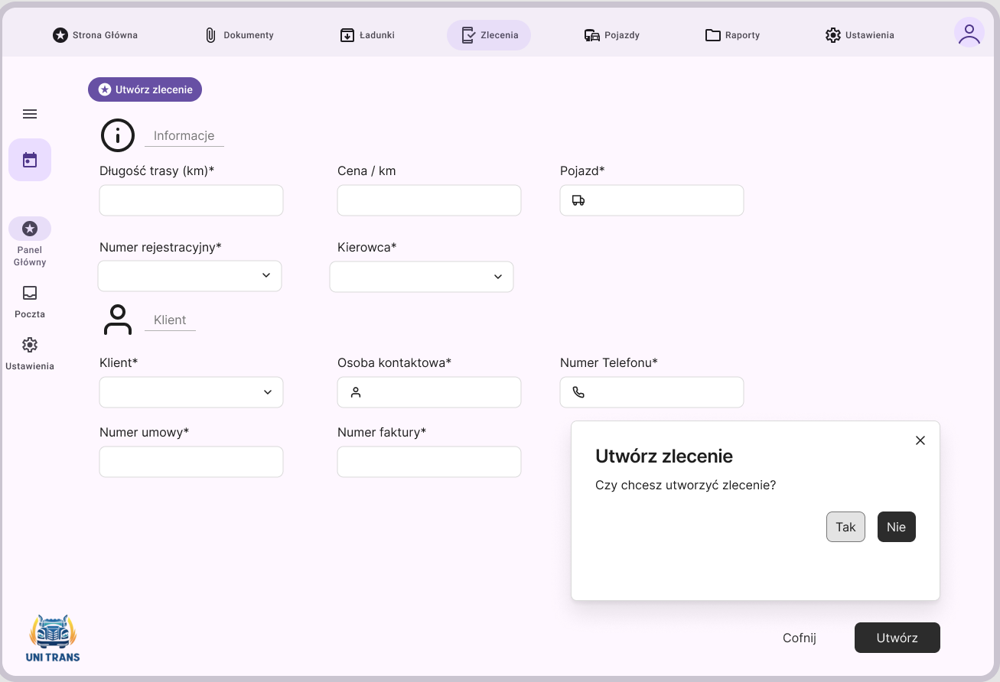 Strona Główna
Dokumenty
Ładunki
Zlecenia
Pojazdy
Raporty
Ustawienia
Utwórz zlecenie
Informacje
Długość trasy (km)*
Cena / km
Pojazd*
Numer rejestracyjny*
Kierowca*
Panel
Główny
Poczta
Ustawienia
Klient
Klient*
Osoba kontaktowa*
Numer Telefonu*
Numer umowy*
Numer faktury*
Utwórz zlecenie
Czy chcesz utworzyć zlecenie?
Tak
Nie
UNI TRANS
Cofnij
Utwórz